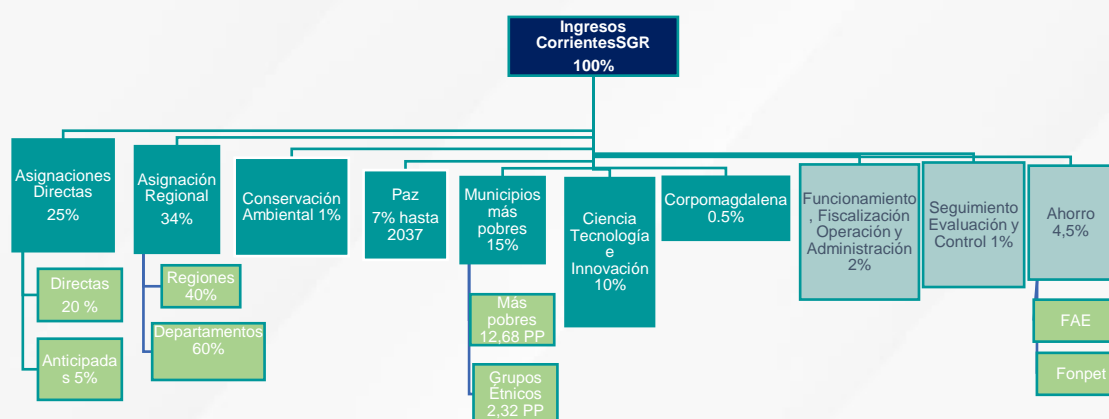 Ingresos
CorrientesSGR
100%
Asignaciones
Directas
25%
Directas
20 %
Anticipada
s 5%
Asignación
Regional
34%
Regiones
40%
Departamentos
60%
Conservación
Ambiental 1%
Paz
7% hasta
2037
Municipios
más
pobres
15%
Más
pobres
12,68 PP
Grupos
Étnicos
2,32 PP
Ciencia
Tecnología
e
Innovación
10%
Corpomagdalena
0.5%
Funcionamiento
, Fiscalización
Operación y
Administración
2%
Seguimiento
Evaluación y
Control 1%
Ahorro
4,5%
FAE
Fonpet